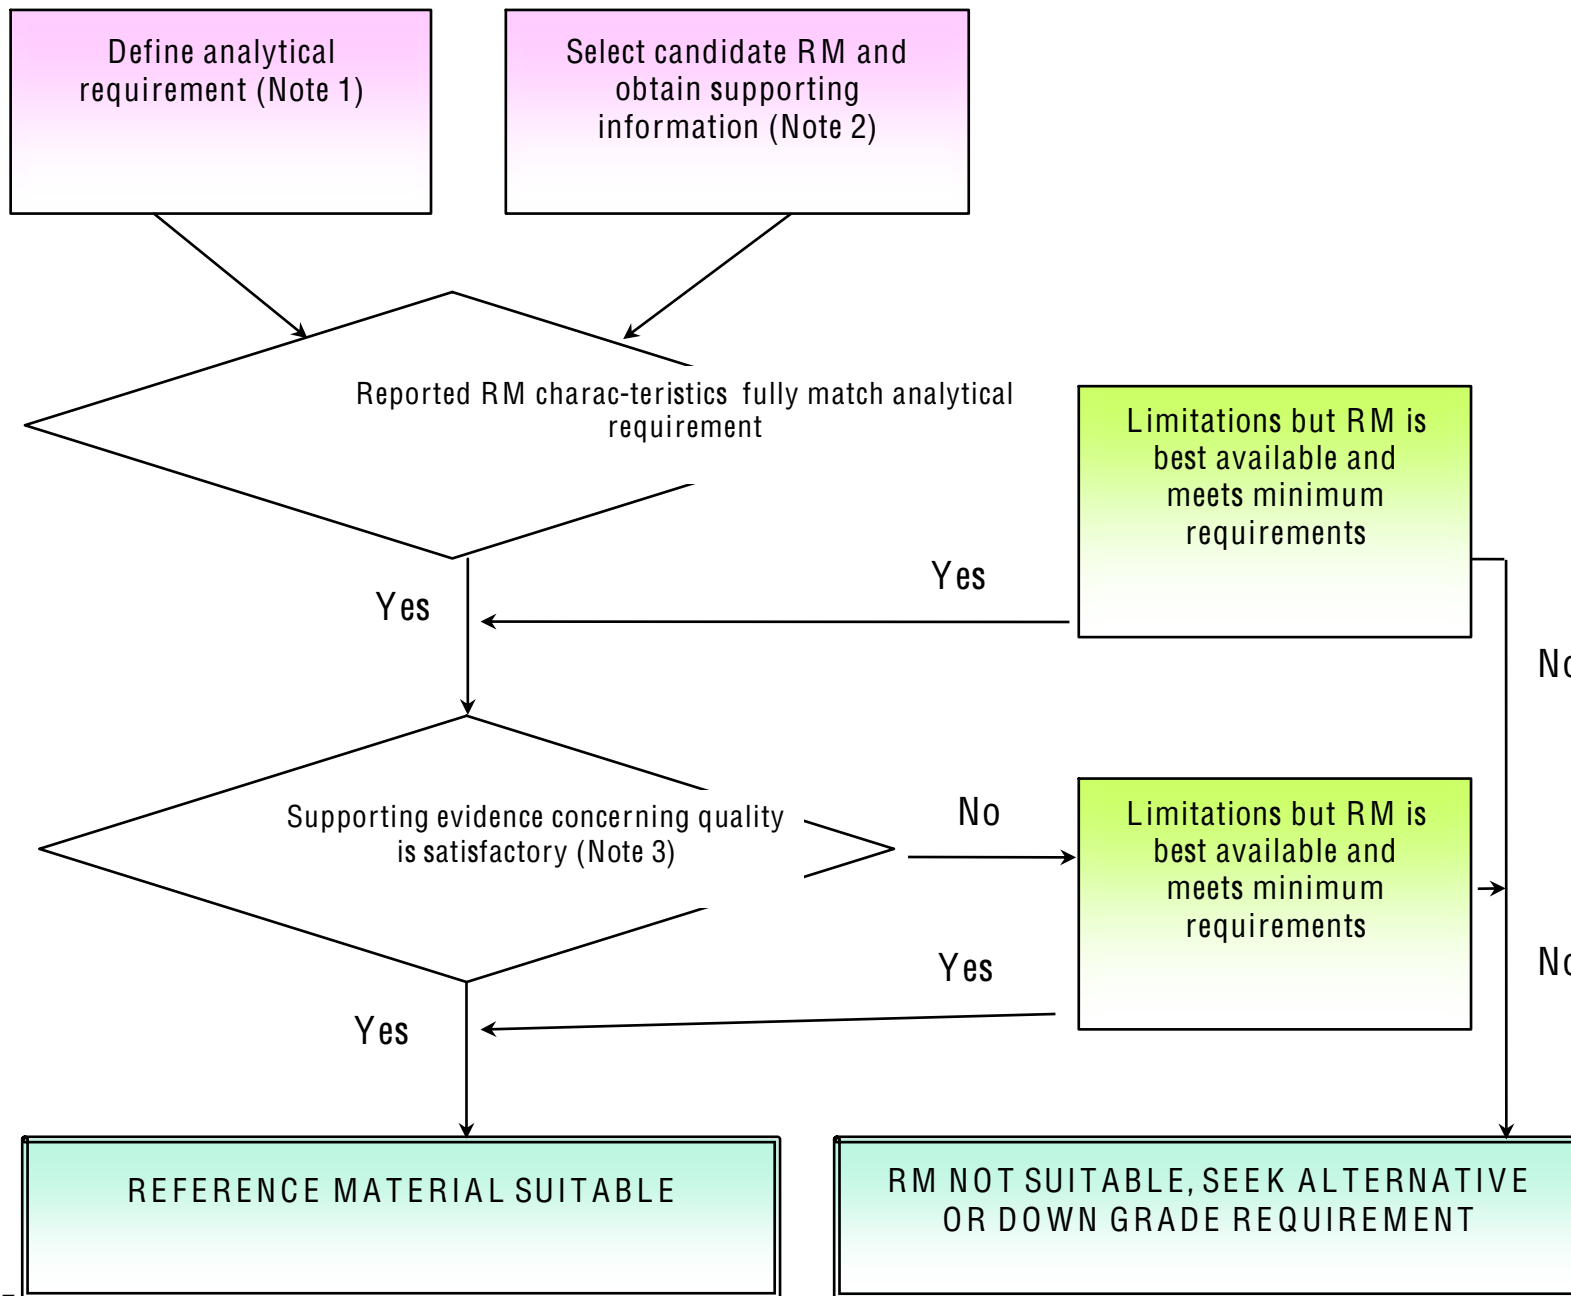 Define analytical
requirement (Note 1)
Select candidate RM and
obtain supporting
information (Note 2)
Reported RM charac-teristics fully match analytical
requirement
Limitations but RM is
best available and
meets minimum
requirements
Yes
Yes
No
Supporting evidence concerning quality
is satisfactory (Note 3)
No
Limitations but RM is
best available and
meets minimum
requirements
Yes
No
Yes
REFERENCE MATERIAL SUITABLE
RM NOT SUITABLE, SEEK ALTERNATIVE
OR DOWN GRADE REQUIREMENT